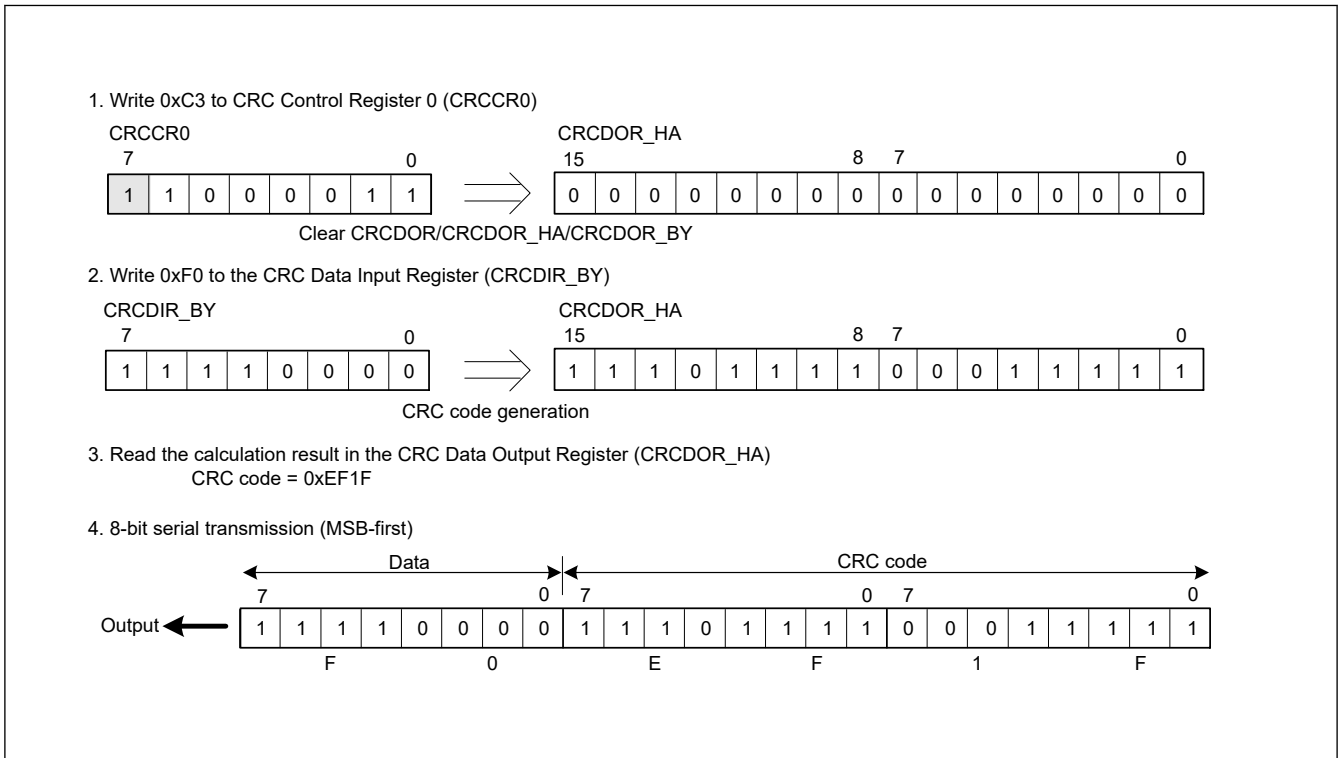 1. Write 0xC3 to CRC Control Register 0 (CRCCR0)
CRCCR0 CRCDOR_HA
7 0 15 8 7 0
1 1 0 0 0 0 1 1 0 0 0 0 0 0 0 0 0 0 0 0 0 0 0 0
Clear CRCDOR/CRCDOR_HA/CRCDOR_BY
2. Write 0xF0 to the CRC Data Input Register (CRCDIR_BY)
CRCDIR_BY CRCDOR_HA
7 0 15 8 7 0
1 1 1 1 0 0 0 0 1 1 1 0 1 1 1 1 0 0 0 1 1 1 1 1
CRC code generation
3. Read the calculation result in the CRC Data Output Register (CRCDOR_HA)
CRC code = 0xEF1F
4. 8-bit serial transmission (MSB-first)
Data CRC code
7 0 7 0 7 0
Output 1 1 1 1 0 0 0 0 1 1 1 0 1 1 1 1 0 0 0 1 1 1 1 1
F 0 E F 1 F